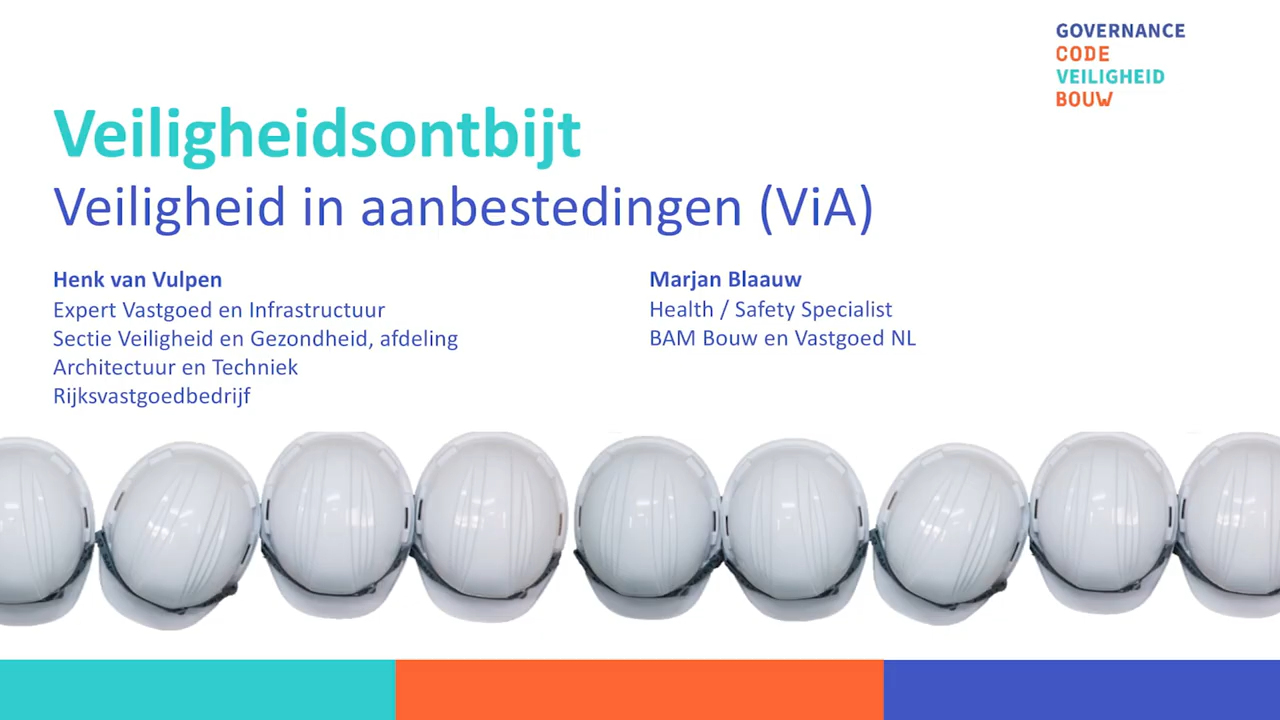 GOVERNANCE
CODE
VEILIGHEID
BOUW
Veiligheidsontbijt
Veiligheid in aanbestedingen (ViA)
Henk van Vulpen
Expert Vastgoed en Infrastructuur
Sectie Veiligheid en Gezondheid, afdeling
Architectuur en Techniek
Rijksvastgoedbedrijf
Marjan Blaauw
Health / Safety Specialist
BAM Bouw en Vastgoed NL